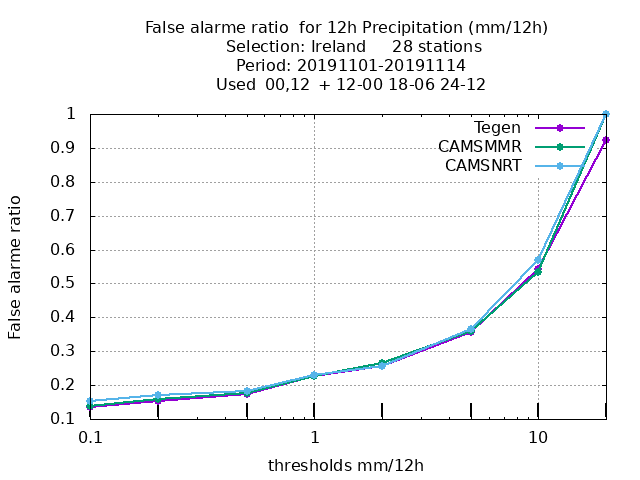 False alarme ratio  for 12h Precipitation (mm/12h)
Selection: Ireland     28 stations
Period: 20191101-20191114
Used  00,12  + 12-00 18-06 24-12
Tegen
CAMSMMR
CAMSNRT
1
0.9
0.8
0.7
0.6
0.5
0.4
0.3
0.2
0.1
False alarme ratio
0.1 1 10
thresholds mm/12h